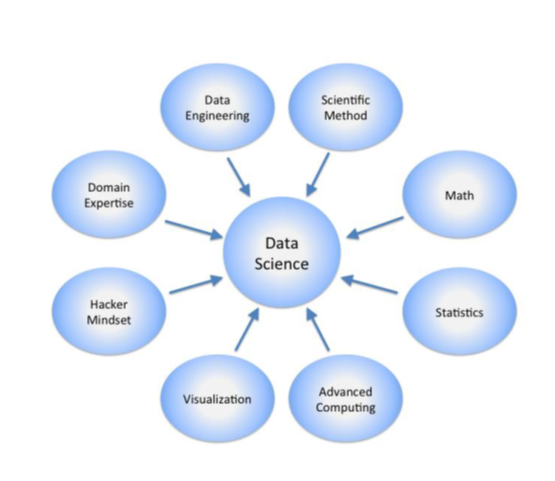 Data
Engineering
Scientific
Method
Domain
Expertise
Math
Data
Science
Hacker
Mindset
Statistics
Visualization
Advanced
Computing